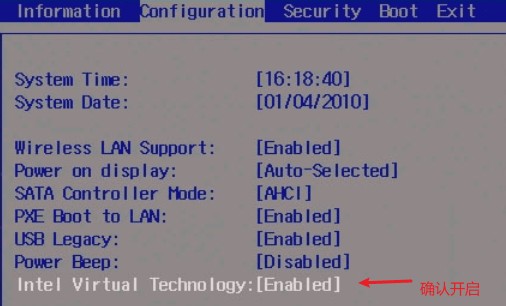 Information Configuration Security Boot Exit
System Time: [16:18:40]
System Date: [01/04/2010]
Wireless LAN Support: [Enabled]
Power on display: [Auto-Selected]
SATA Controller Mode: [AHCI]
PXE Boot to LAN: [Enabled]
USB Legacy: [Enabled]
Power Beep: [Disabled]
Intel Virtual Technology:[Enabled] 确认开启